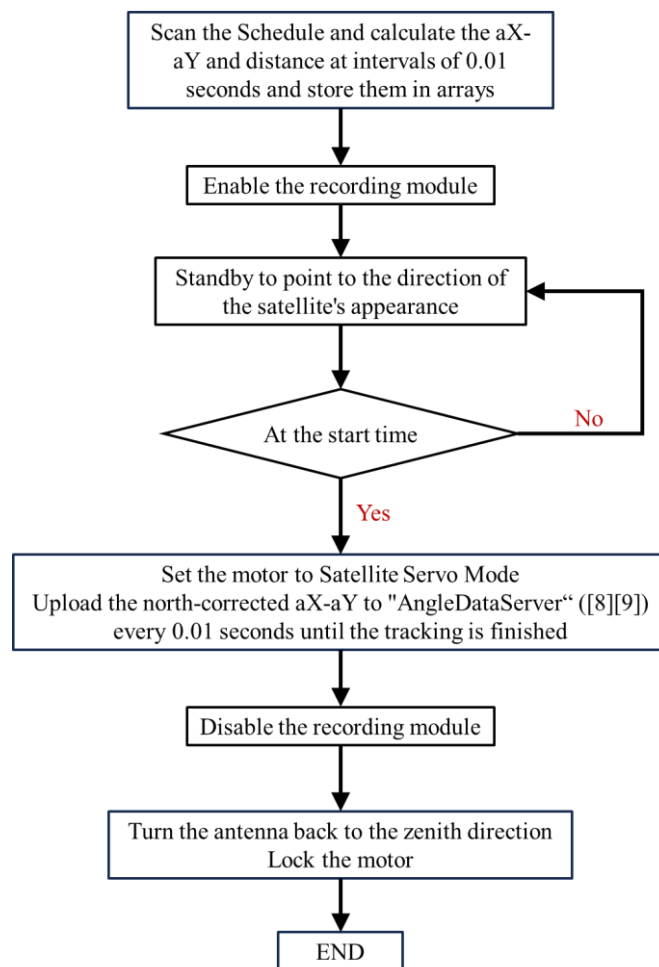 Scan the Schedule and calculate the aX-
aY and distance at intervals of 0.01
seconds and store them in arrays
Enable the recording module
Standby to point to the direction of
the satellite's appearance
At the start time
No
Yes
Set the motor to Satellite Servo Mode
Upload the north-corrected aX-aY to "AngleDataServer“ ([8][9])
every 0.01 seconds until the tracking is finished
Disable the recording module
Turn the antenna back to the zenith direction
Lock the motor
END